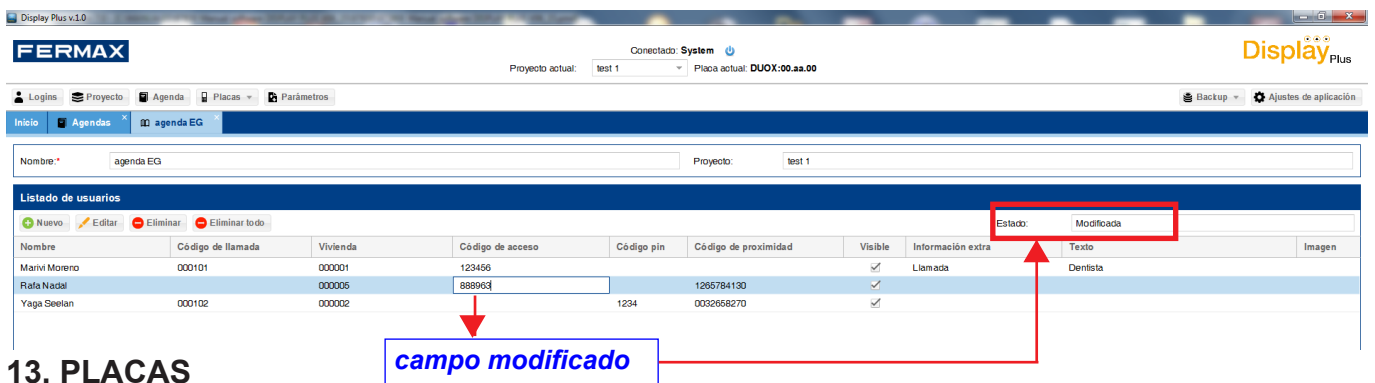 Display Plus v.1.0
FERMAX
Conectado: System
Display Plus
Proyecto actual: test 1 Placa actual: DUOX:00.aa.00
Logins Proyecto Agenda Placas Parámetros Backup Ajustes de aplicación
Inicio Agendas × agenda EG ×
Nombre:* agenda EG Proyecto: test 1
Listado de usuarios
Nuevo Editar Eliminar Eliminar todo Estado: Modificada
Nombre Código de llamada Vivienda Código de acceso Código pin Código de proximidad Visible Información extra Texto Imagen
Marivi Moreno 000101 000001 123456 Llamada Dentista
Rafa Nadal 000005 888963 1265784130
Yaga Seelan 000102 000002 1234 0032658270
campo modificado
13. PLACAS